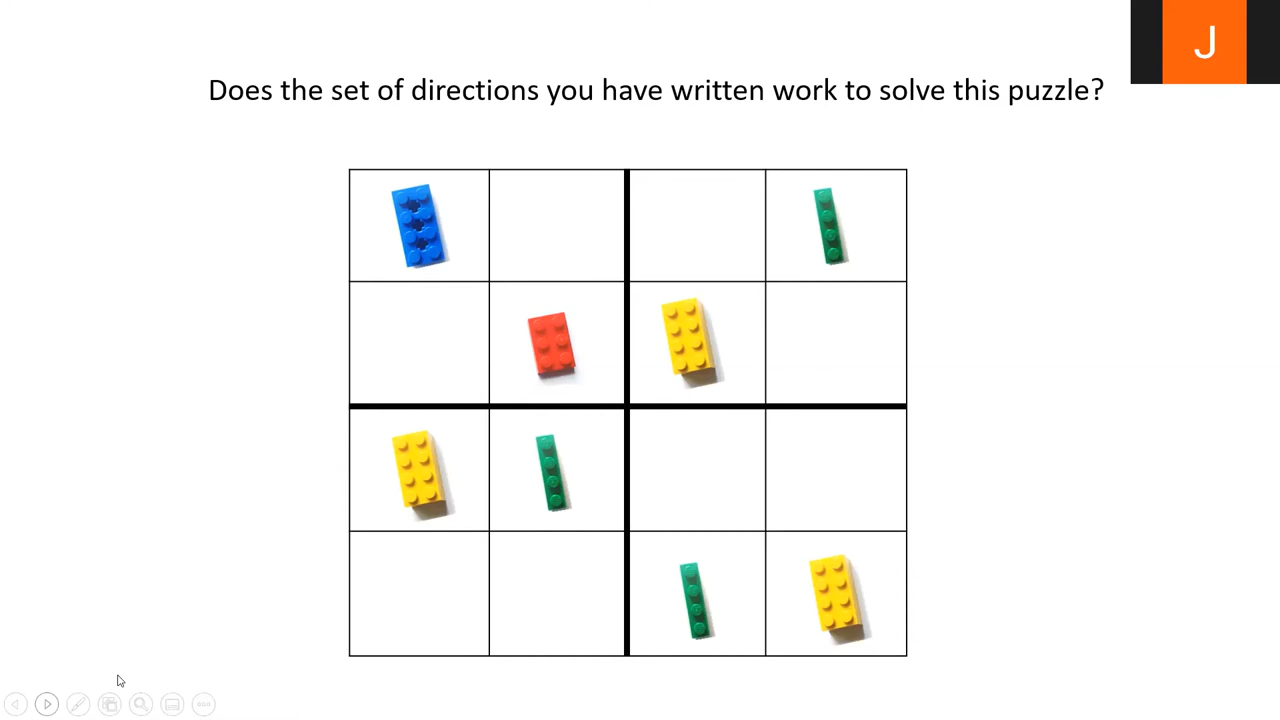 J
Does the set of directions you have written work to solve this puzzle?